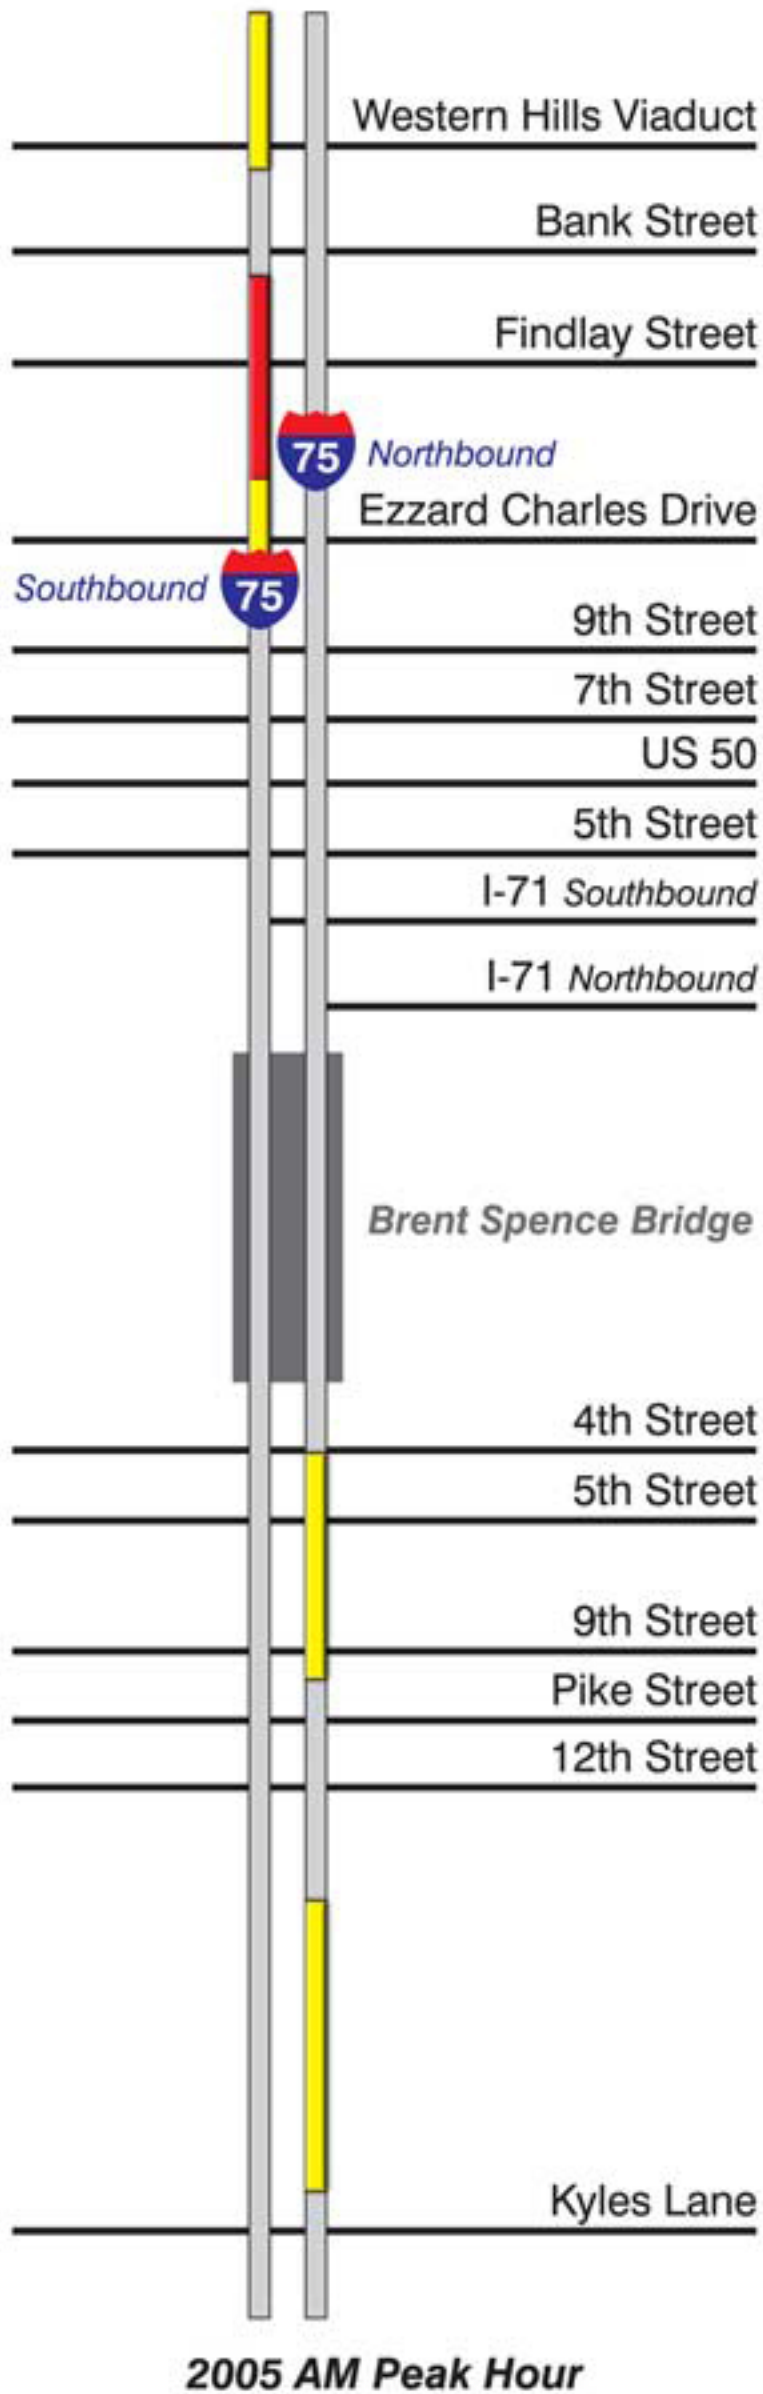 Western Hills Viaduct
Bank Street
Findlay Street
75 Northbound
Ezzard Charles Drive
Southbound 75
9th Street
7th Street
US 50
5th Street
I-71 Southbound
I-71 Northbound
Brent Spence Bridge
4th Street
5th Street
9th Street
Pike Street
12th Street
Kyles Lane
2005 AM Peak Hour